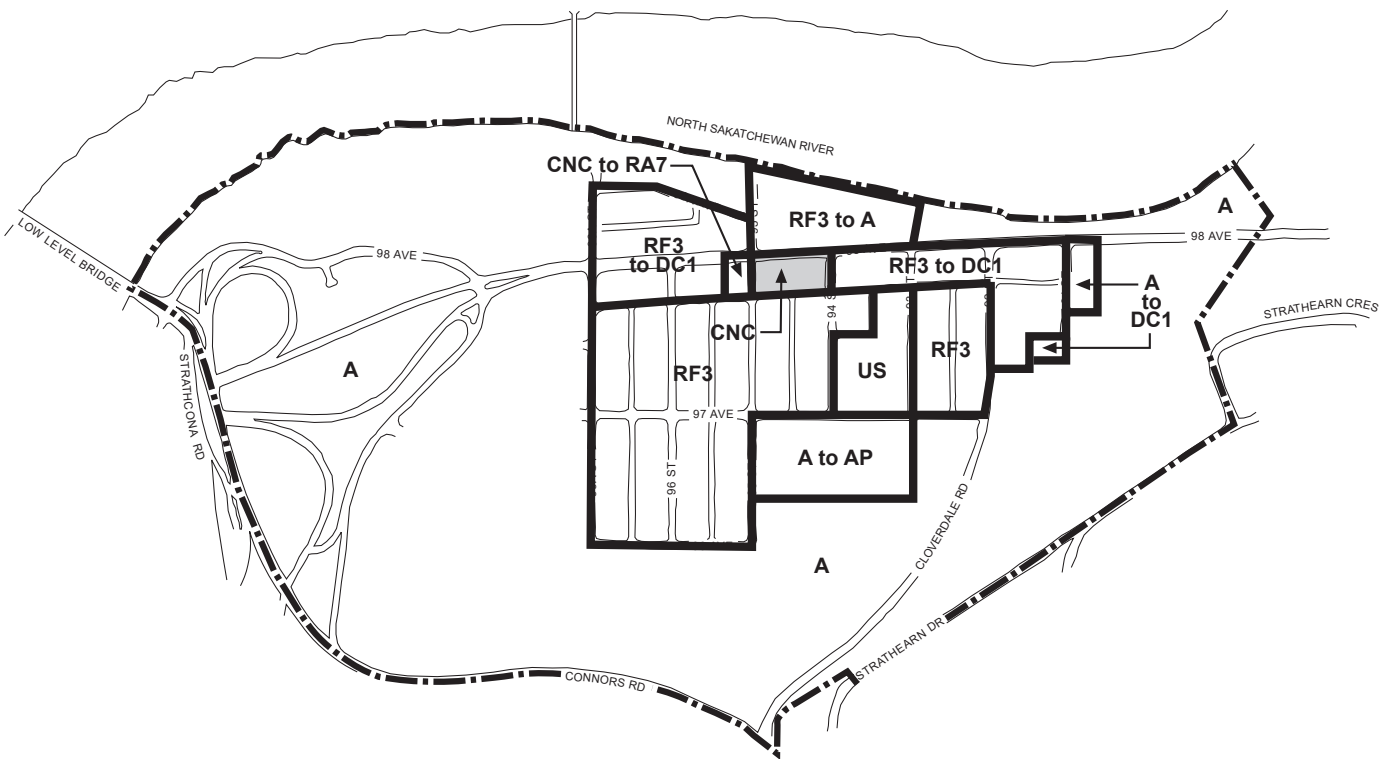 NORTH SAKATCHEWAN RIVER
CNC to RA7
A
RF3 to A
LOW LEVEL BRIDGE
98 AVE
98 AVE
RF3
to DC1
RF3 to DC1
A
to
DC1
STRATHEARN CRES
CNC
94 S
STRATHCONA RD
A
RF3
US
RF3
97 AVE
96 ST
A to AP
CLOVERDALE RD
A
STRATHEARN DR
CONNORS RD